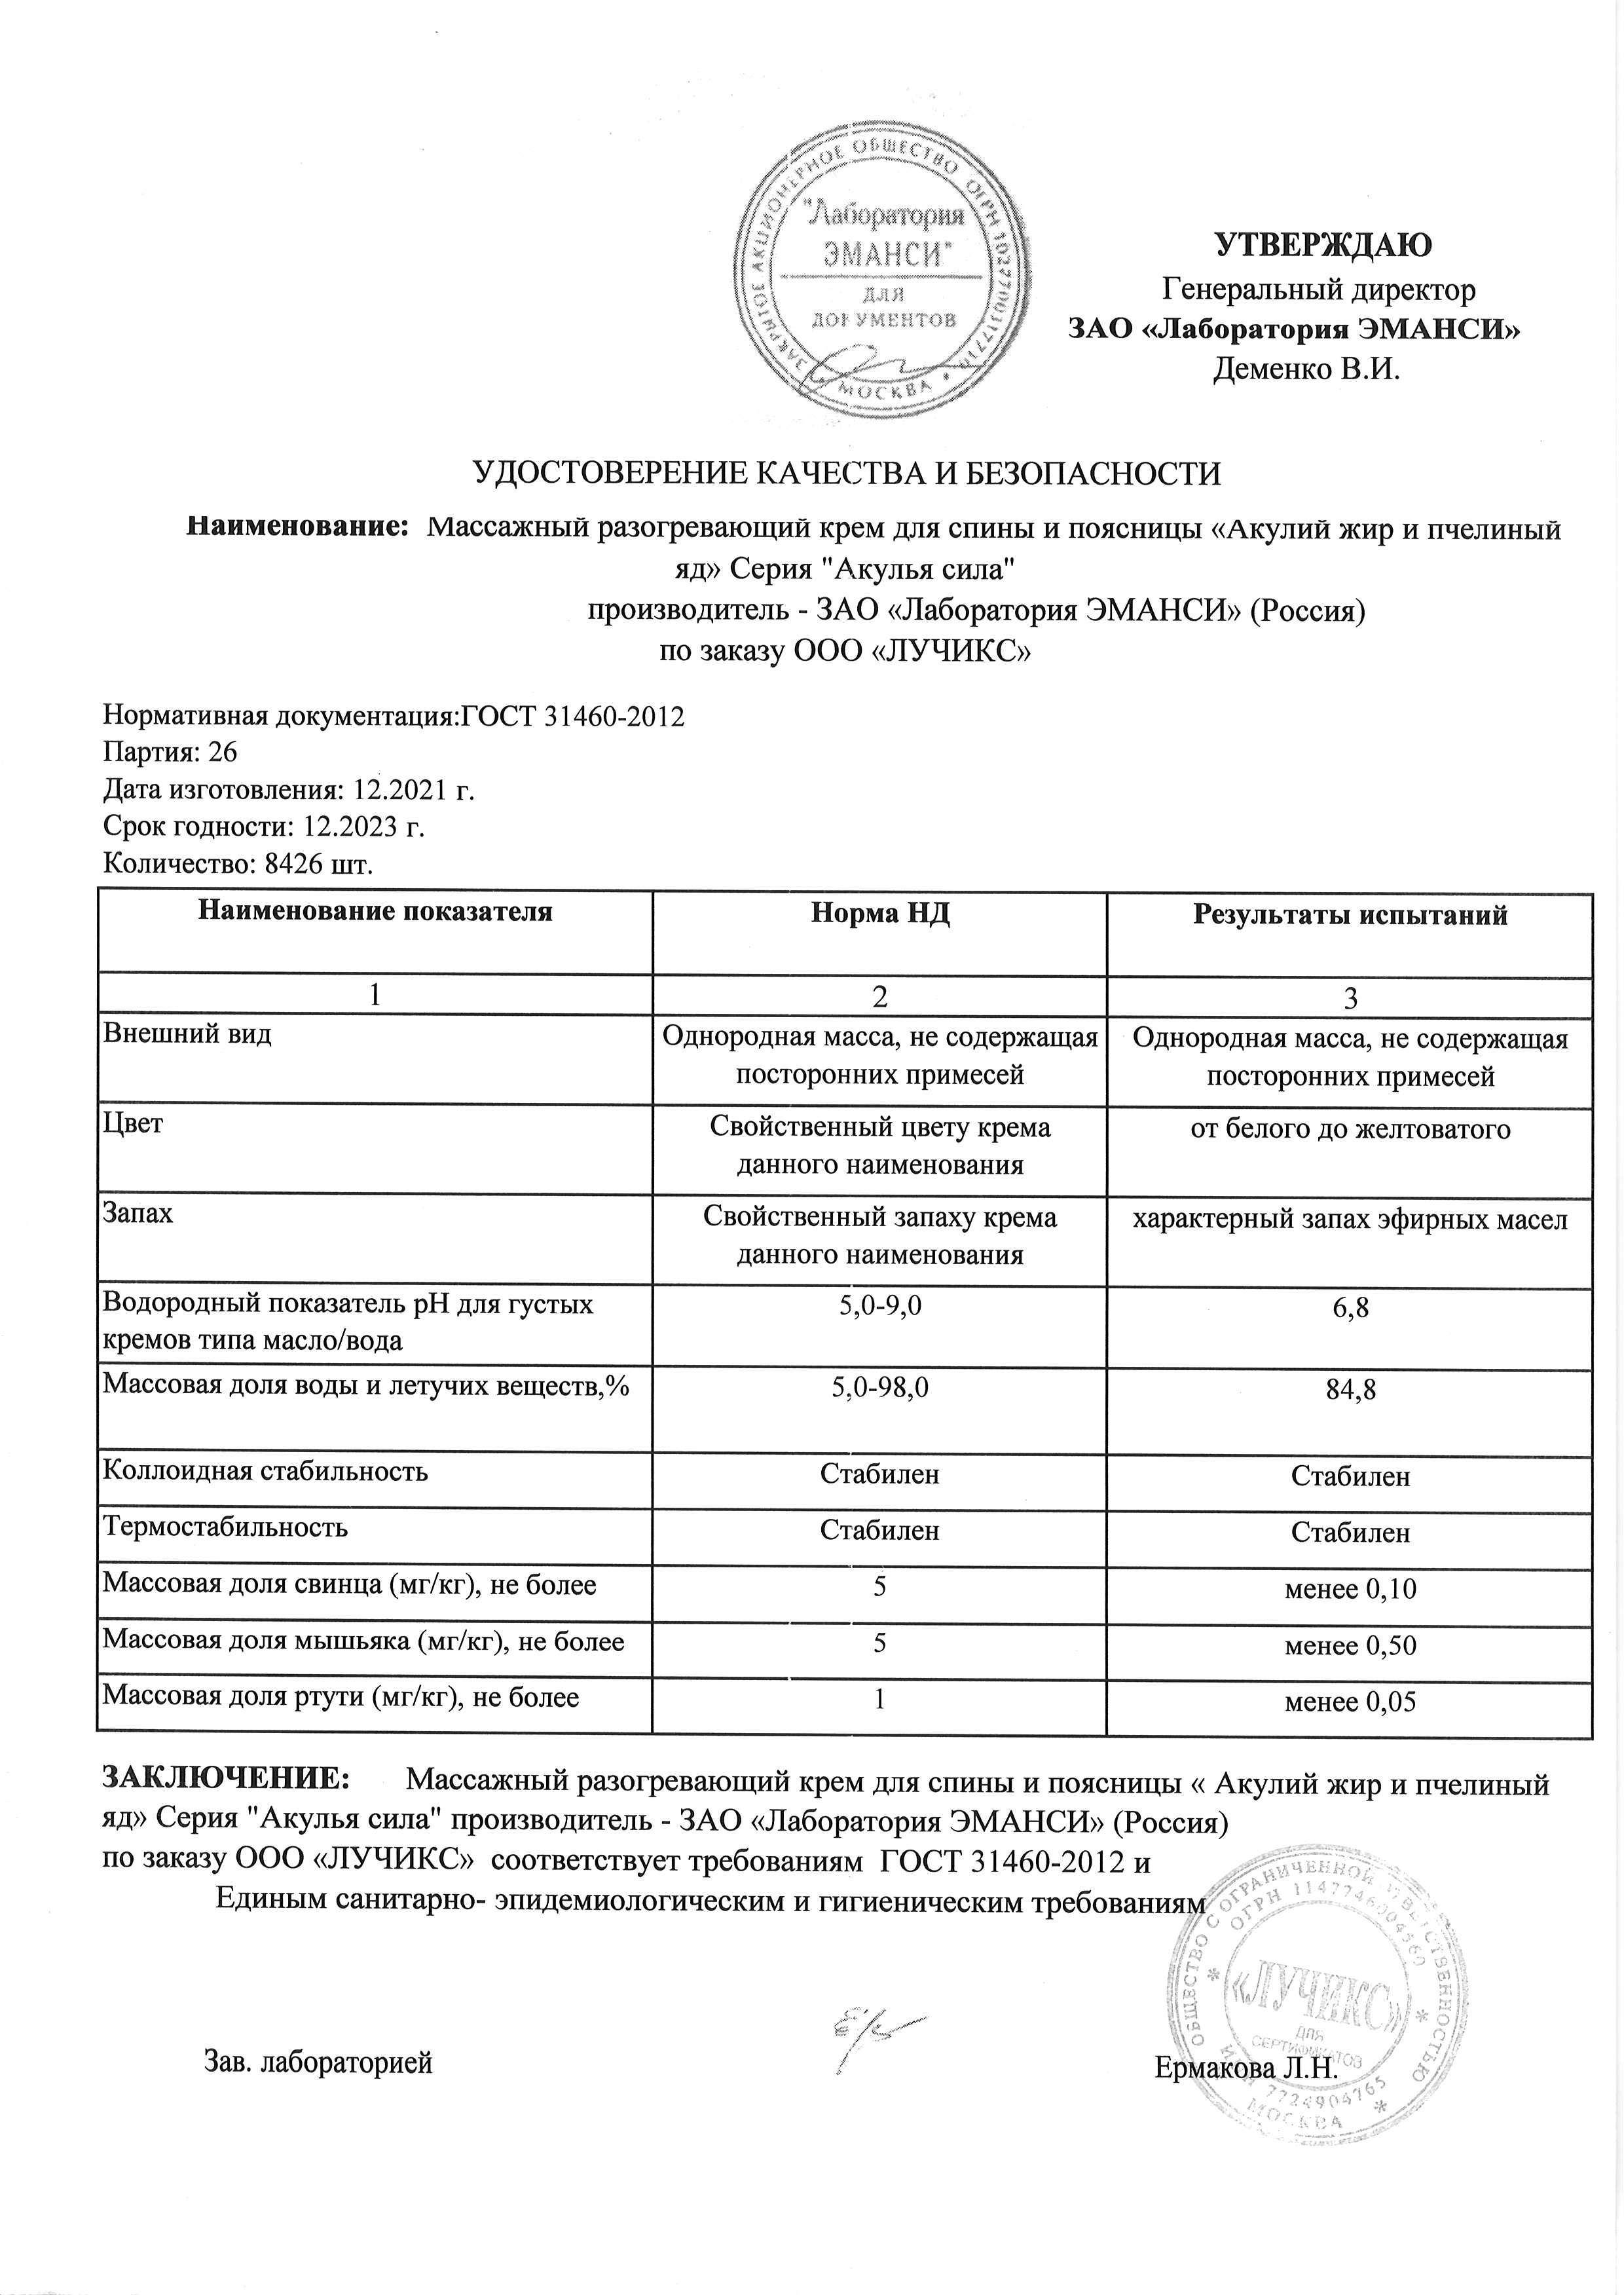 ЗАКРЫТОЕ АКЦИОНЕРНОЕ ОБЩЕСТВО ОГРН
МОСКВА
"Лаборатория
ЭМАНСИ"
ДЛЯ
ДОКУМЕНТОВ
УТВЕРЖДАЮ
Генеральный директор
ЗАО «Лаборатория ЭМАНСИ»
Деменко В.И.
УДОСТОВЕРЕНИЕ КАЧЕСТВА И БЕЗОПАСНОСТИ
Наименование: Массажный разогревающий крем для спины и поясницы «Акулий жир и пчелиный
яд» Серия "Акулья сила"
производитель - ЗАО «Лаборатория ЭМАНСИ» (Россия)
по заказу ООО «ЛУЧИКС»
Нормативная документация:ГОСТ 31460-2012
Партия: 26
Дата изготовления: 12.2021 г.
Срок годности: 12.2023 г.
Количество: 8426 шт.
Наименование показателя Норма НД Результаты испытаний
1 2 3
Внешний вид Однородная масса, не содержащая Однородная масса, не содержащая
посторонних примесей посторонних примесей
Цвет Свойственный цвету крема от белого до желтоватого
данного наименования
Запах Свойственный запаху крема характерный запах эфирных масел
данного наименования
Водородный показатель pH для густых 5,0-9,0 6,8
кремов типа масло/вода
Массовая доля воды и летучих веществ,% 5,0-98,0 84,8
Коллоидная стабильность Стабилен Стабилен
Термостабильность Стабилен Стабилен
Массовая доля свинца (мг/кг), не более 5 менее 0,10
Массовая доля мышьяка (мг/кг), не более 5 менее 0,50
Массовая доля ртути (мг/кг), не более 1 менее 0,05
ЗАКЛЮЧЕНИЕ: Массажный разогревающий крем для спины и поясницы « Акулий жир и пчелиный
яд» Серия "Акулья сила" производитель - ЗАО «Лаборатория ЭМАНСИ» (Россия)
по заказу ООО «ЛУЧИКС» соответствует требованиям ГОСТ 31460-2012 и
Единым санитарно- эпидемиологическим и гигиеническим требованиям
Зав. лабораторией Ермакова Л.Н.
ОБЩЕСТВО С ОГРАНИЧЕННОЙ ОТВЕТСТВЕННОСТЬЮ
ОГРН 1147746004560
«ЛУЧИКС»
ДЛЯ
СЕРТИФИКАТОВ
ИНН 7724904765
МОСКВА